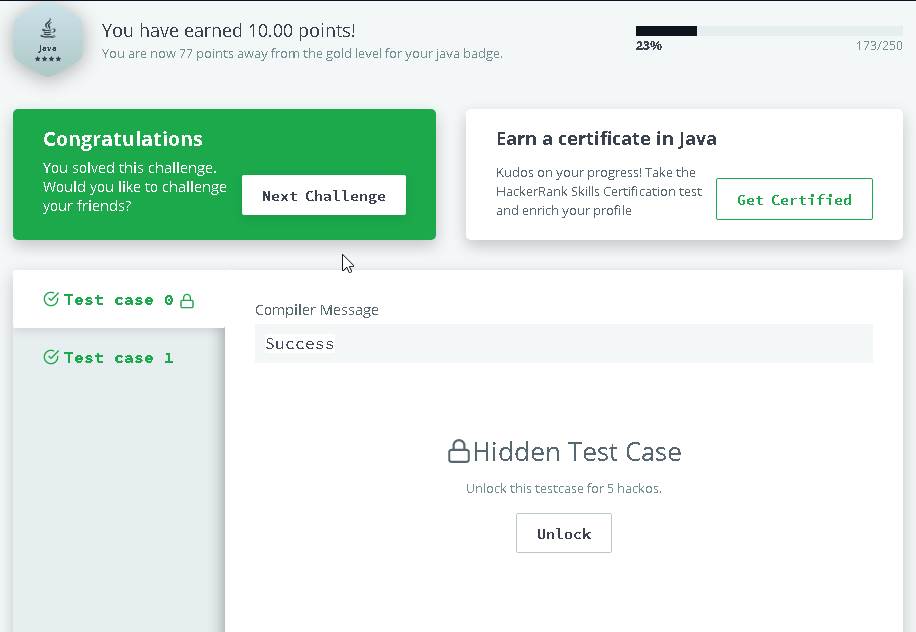 Java
★★★★
You have earned 10.00 points!
You are now 77 points away from the gold level for your java badge.
23%
173/250
Congratulations
You solved this challenge.
Would you like to challenge
your friends?
Next Challenge
Earn a certificate in Java
Kudos on your progress! Take the
HackerRank Skills Certification test
and enrich your profile
Get Certified
Test case 0
Test case 1
Compiler Message
Success
Hidden Test Case
Unlock this testcase for 5 hackos.
Unlock